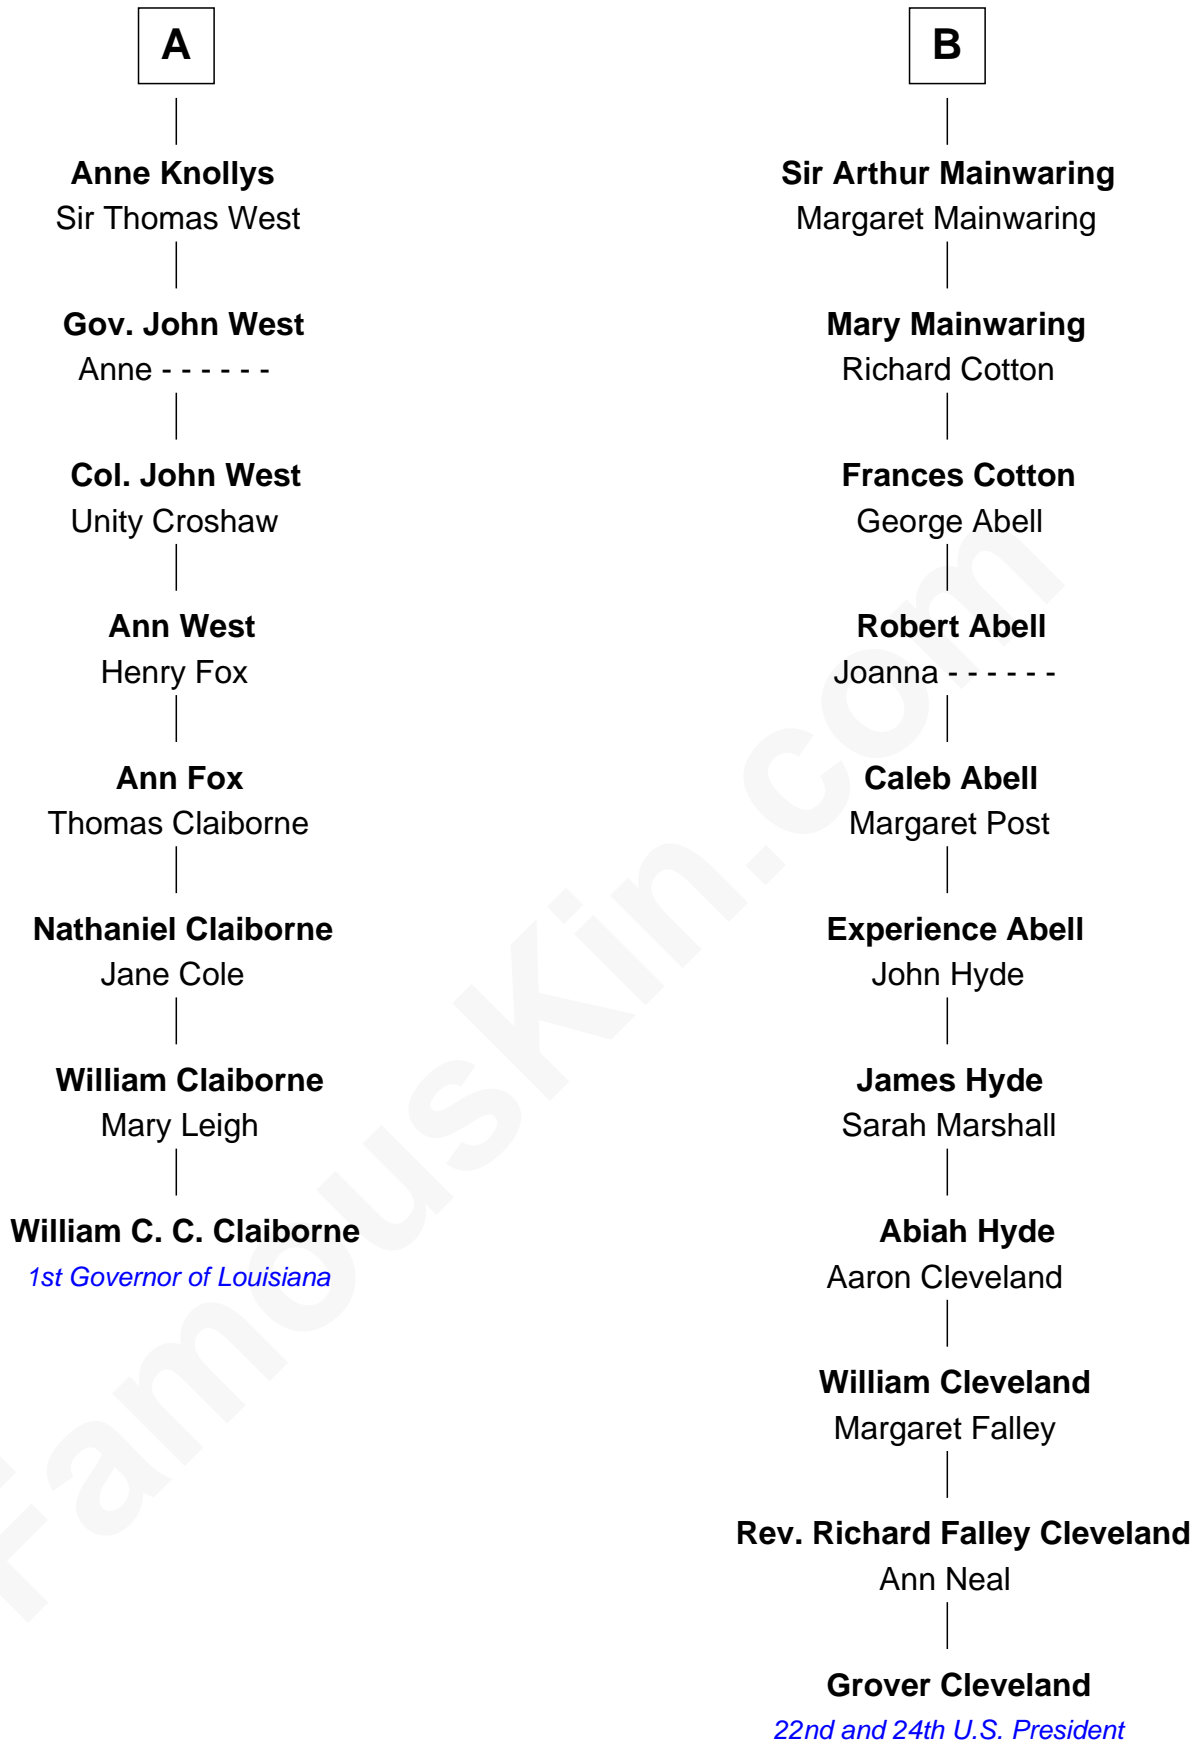 A
Anne Knollys
Sir Thomas West
Gov. John West
Anne - - - - - -
Col. John West
Unity Croshaw
Ann West
Henry Fox
Ann Fox
Thomas Claiborne
Nathaniel Claiborne
Jane Cole
William Claiborne
Mary Leigh
William C. C. Claiborne
1st Governor of Louisiana
B
Sir Arthur Mainwaring
Margaret Mainwaring
Mary Mainwaring
Richard Cotton
Frances Cotton
George Abell
Robert Abell
Joanna - - - - - -
Caleb Abell
Margaret Post
Experience Abell
John Hyde
James Hyde
Sarah Marshall
Abiah Hyde
Aaron Cleveland
William Cleveland
Margaret Falley
Rev. Richard Falley Cleveland
Ann Neal
Grover Cleveland
22nd and 24th U.S. President
FamousKin.com